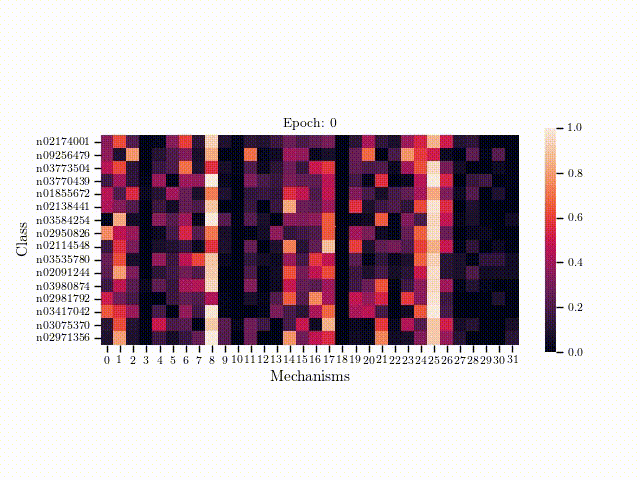 Epoch: 0
n02174001
n09256479
n03773504
n03770439
n01855672
n02138441
n03584254
n02950826
n02114548
n03535780
n02091244
n03980874
n02981792
n03417042
n03075370
n02971356
Class
0 1 2 3 4 5 6 7 8 9 10 11 12 13 14 15 16 17 18 19 20 21 22 23 24 25 26 27 28 29 30 31
Mechanisms
1.0
0.8
0.6
0.4
0.2
0.0